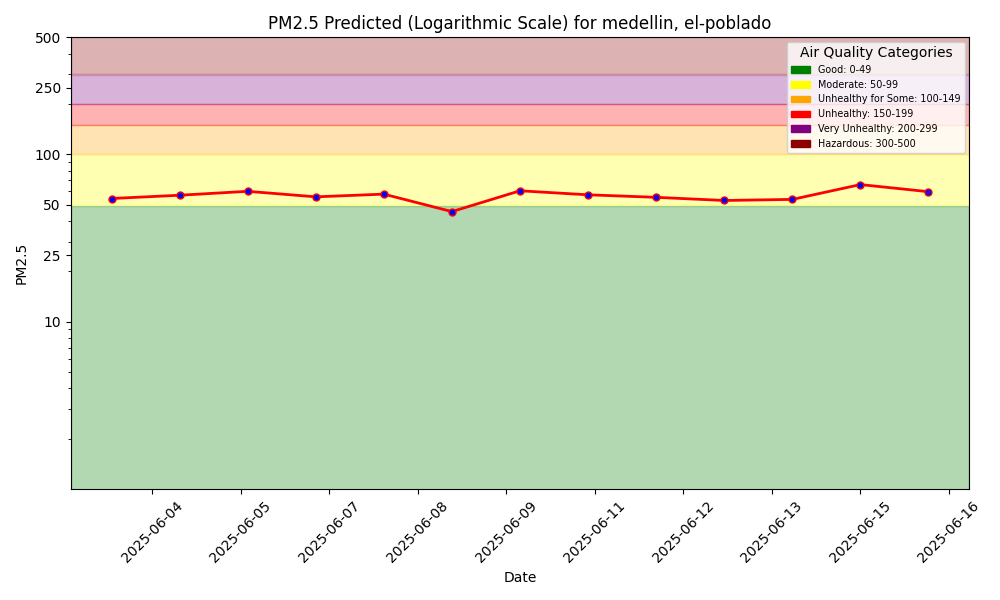 PM2.5 Predicted (Logarithmic Scale) for medellin, el-poblado
Air Quality Categories
Good: 0-49
Moderate: 50-99
Unhealthy for Some: 100-149
Unhealthy: 150-199
Very Unhealthy: 200-299
Hazardous: 300-500
500
250
100
50
25
10
PM2.5
2025-06-04
2025-06-05
2025-06-07
2025-06-08
2025-06-09
2025-06-11
2025-06-12
2025-06-13
2025-06-15
2025-06-16
Date